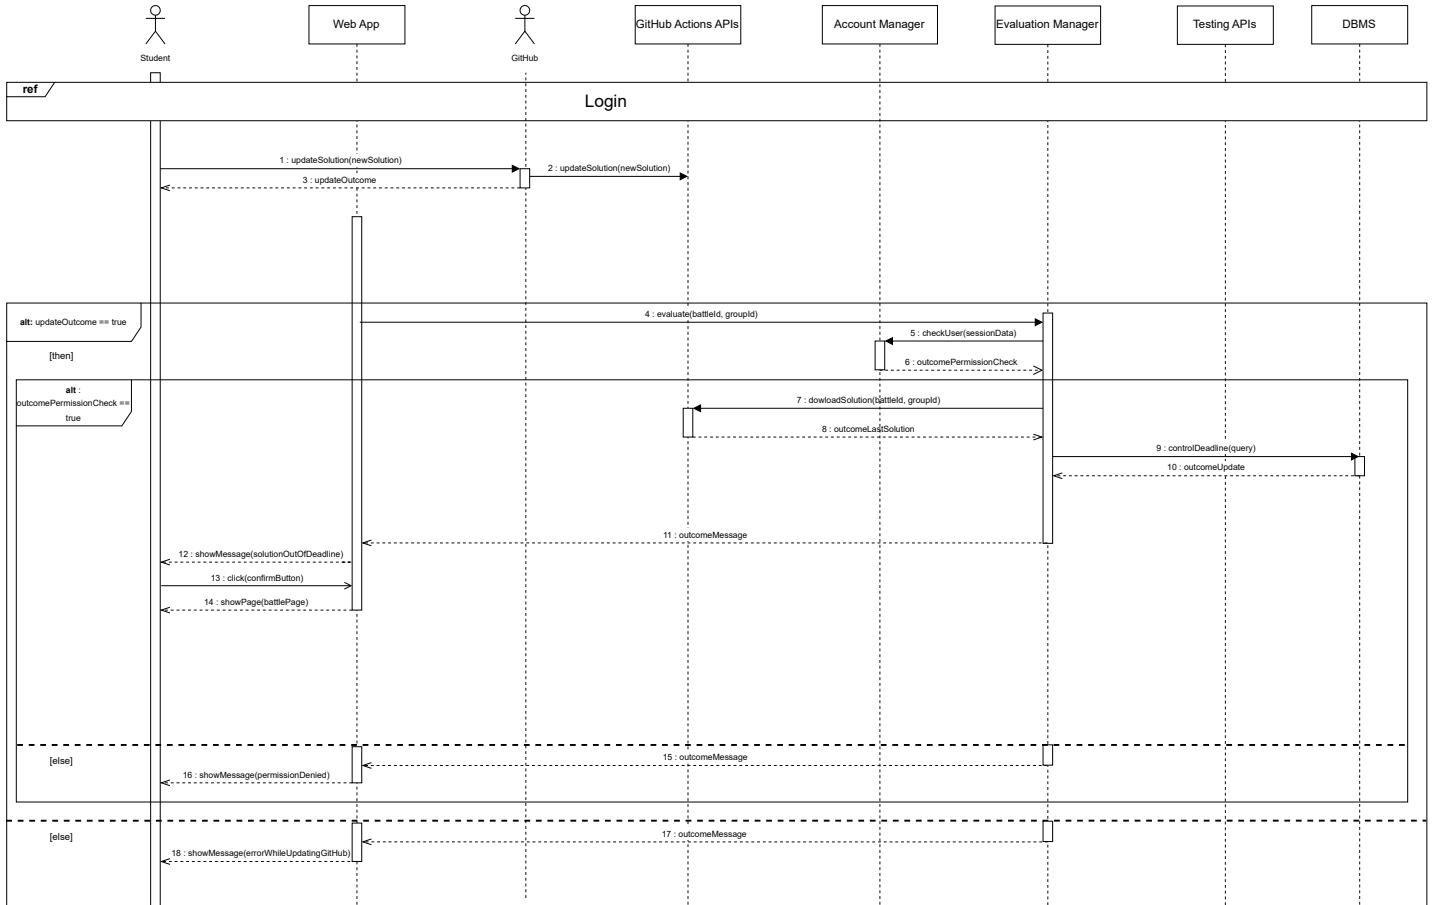 Student
Web App
GitHub
GitHub Actions APIs
Account Manager
Evaluation Manager
Testing APIs
DBMS
ref
Login
1 : updateSolution(newSolution)
2 : updateSolution(newSolution)
3 : updateOutcome
alt: updateOutcome == true
4 : evaluate(battleId, groupId)
5 : checkUser(sessionData)
[then]
6 : outcomePermissionCheck
alt :
outcomePermissionCheck ==
true
7 : dowloadSolution(battleId, groupId)
8 : outcomeLastSolution
9 : controlDeadline(query)
10 : outcomeUpdate
11 : outcomeMessage
12 : showMessage(solutionOutOfDeadline)
13 : click(confirmButton)
14 : showPage(battlePage)
[else]
15 : outcomeMessage
16 : showMessage(permissionDenied)
[else]
17 : outcomeMessage
18 : showMessage(errorWhileUpdatingGitHub)